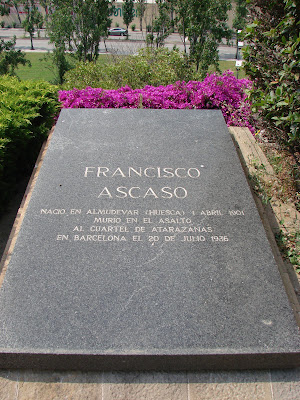 FRANCISCO
ASCASO
NACIO EN ALMUDEVAR (HUESCA) 1 ABRIL 1901
MURIO EN EL ASALTO
AL CUARTEL DE ATARAZANAS
EN BARCELONA EL 20 DE JULIO 1936